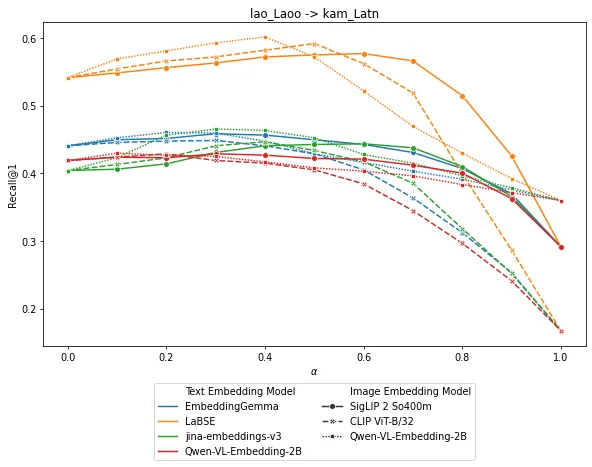 lao_Laoo -> kam_Latn
Recall@1
0.6
0.5
0.4
0.3
0.2
0.0 0.2 0.4 0.6 0.8 1.0
α
Text Embedding Model
EmbeddingGemma
LaBSE
jina-embeddings-v3
Qwen-VL-Embedding-2B
Image Embedding Model
SigLIP 2 So400m
CLIP ViT-B/32
Qwen-VL-Embedding-2B